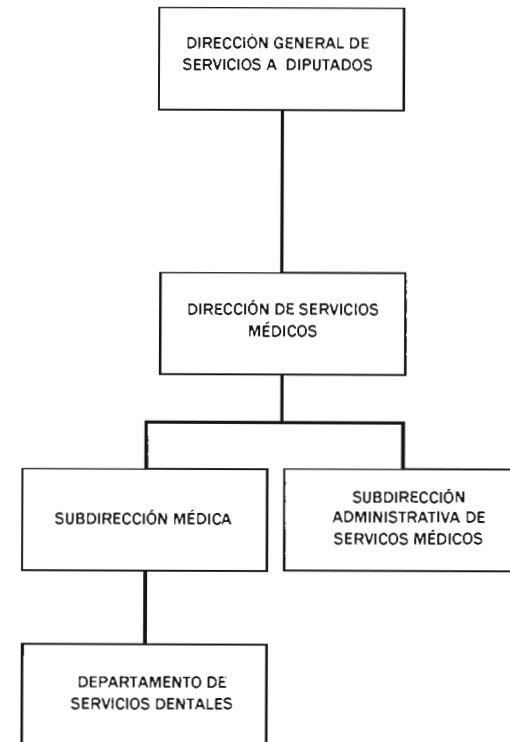 DIRECCIÓN GENERAL DE
SERVICIOS A DIPUTADOS
DIRECCIÓN DE SERVICIOS
MÉDICOS
SUBDIRECCIÓN MÉDICA
SUBDIRECCIÓN
ADMINISTRATIVA DE
SERVICOS MÉDICOS
DEPARTAMENTO DE
SERVICIOS DENTALES